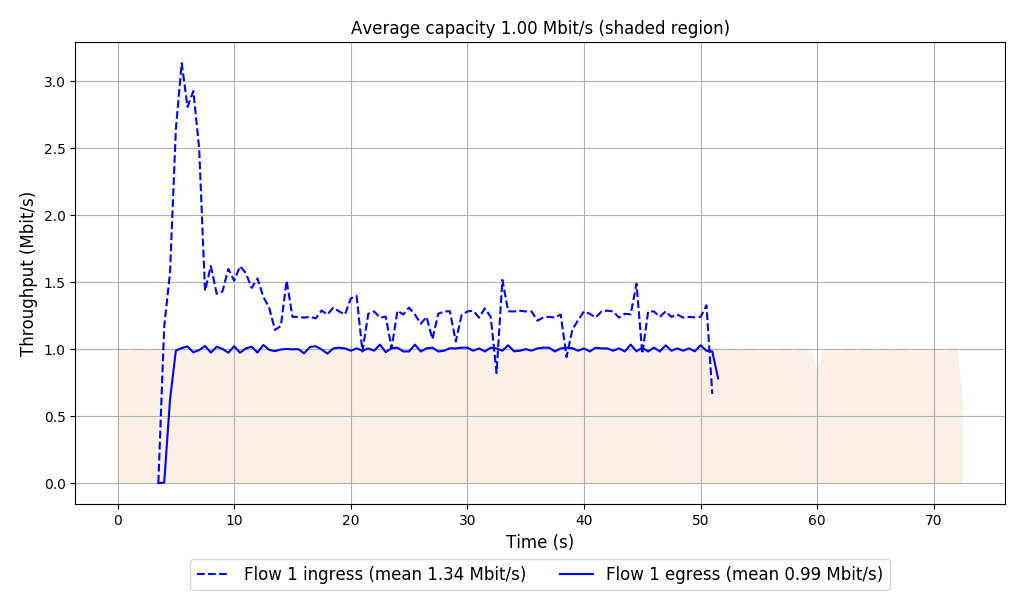 Average capacity 1.00 Mbit/s (shaded region)
Throughput (Mbit/s)
3.0
2.5
2.0
1.5
1.0
0.5
0.0
0 10 20 30 40 50 60 70
Time (s)
Flow 1 ingress (mean 1.34 Mbit/s) Flow 1 egress (mean 0.99 Mbit/s)